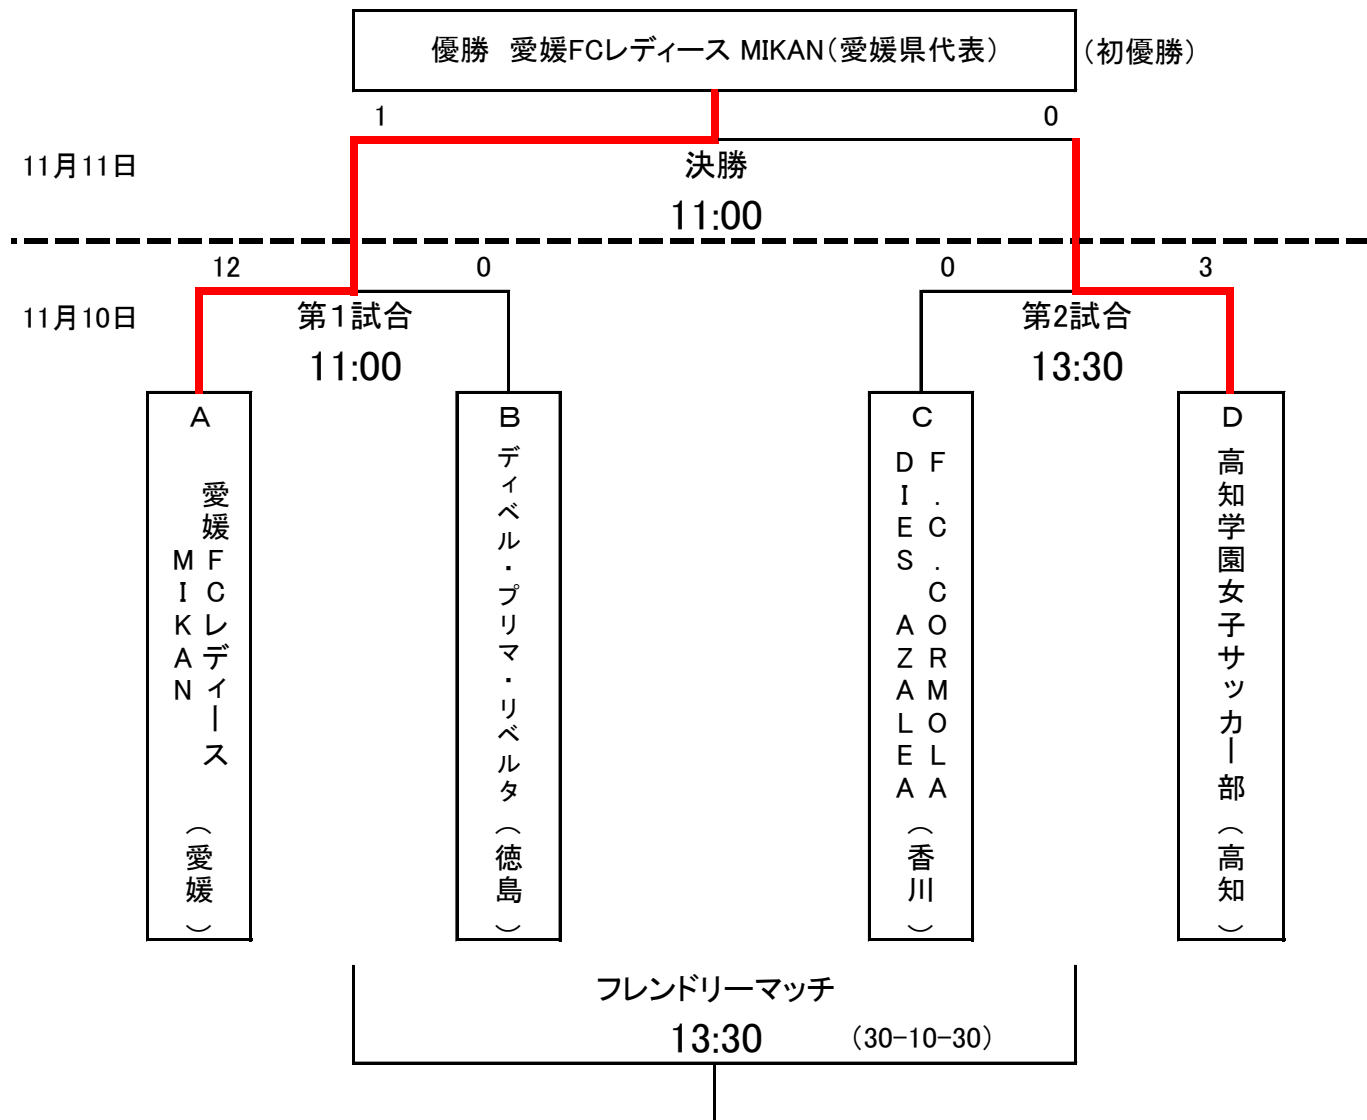 優勝 愛媛FCレディース MIKAN(愛媛県代表)
(初優勝)
1
0
11月11日
決勝
11:00
12
0
0
3
11月10日
第1試合
11:00
第2試合
13:30
A
愛媛FCレディース
MIKAN
(愛媛)
B
ディベル・プリマ・リベルタ(徳島)
C
F.C.CORMOLA
DIES AZALEA
(香川)
D
高知学園女子サッカー部(高知)
フレンドリーマッチ
13:30
(30-10-30)